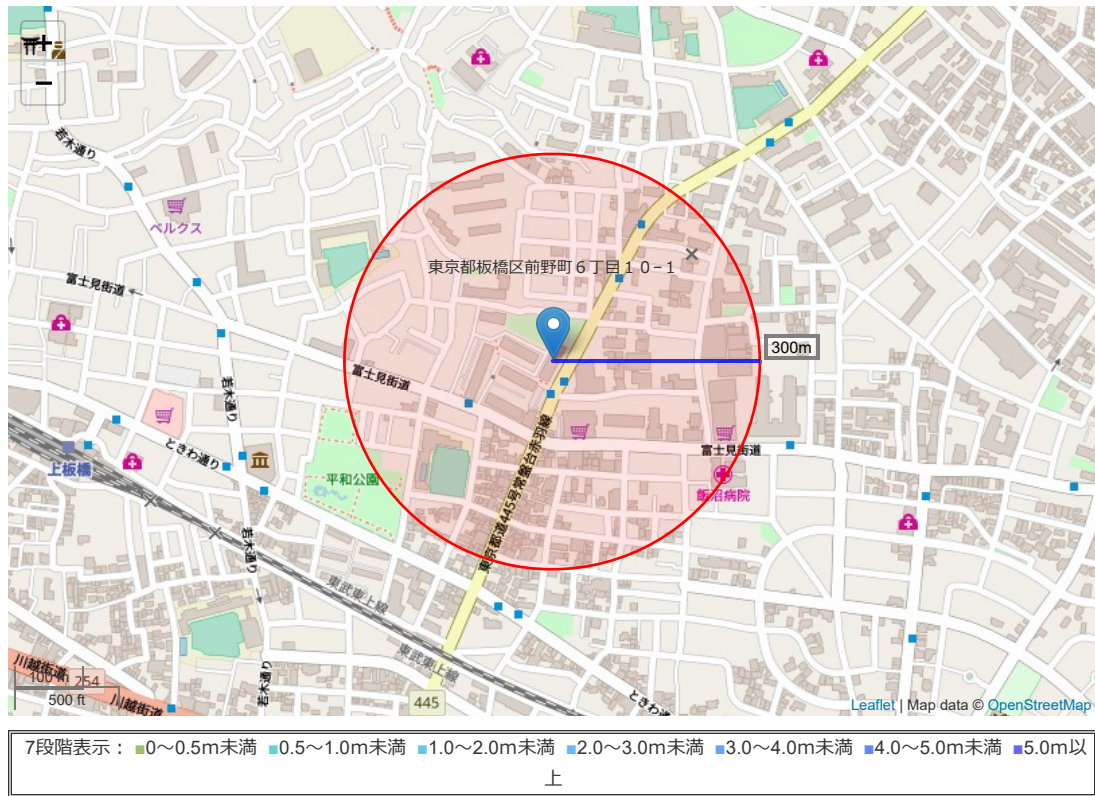 +
−
若木通り
ベルクス
富士見街道
東京都板橋区前野町６丁目１０−１
300m
富士見街道
若木通り
富士見街道
上板橋
ときわ通り
平和公園
飯沼病院
東京都道445号常盤台赤羽線
若木通り
東武東上線
東武東上線
川越街道
254
川越街道
445
ときわ通り
100 m
500 ft
Leaflet | Map data © OpenStreetMap
7段階表示： ■0～0.5m未満 ■0.5～1.0m未満 ■1.0～2.0m未満 ■2.0～3.0m未満 ■3.0～4.0m未満 ■4.0～5.0m未満 ■5.0m以
上